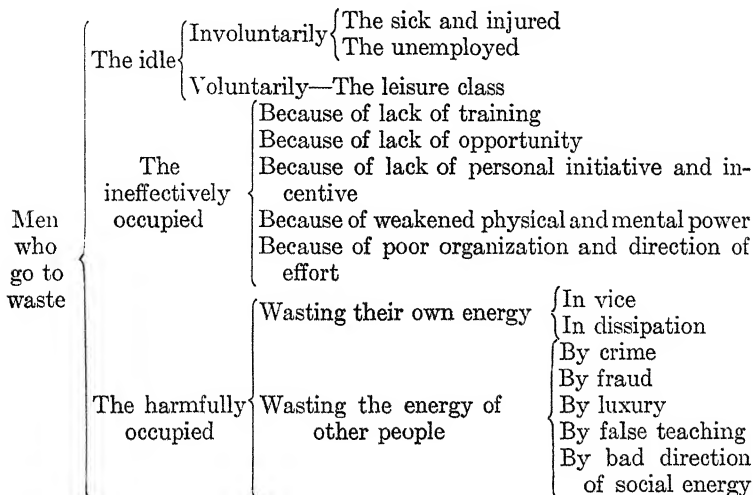 Men
who
go to
waste
The idle
Involuntarily
The sick and injured
The unemployed
Voluntarily—The leisure class
The
ineffectively
occupied
Because of lack of training
Because of lack of opportunity
Because of lack of personal initiative and in-
centive
Because of weakened physical and mental power
Because of poor organization and direction of
effort
The harmfully
occupied
Wasting their own energy
In vice
In dissipation
Wasting the energy of
other people
By crime
By fraud
By luxury
By false teaching
By bad direction
of social energy